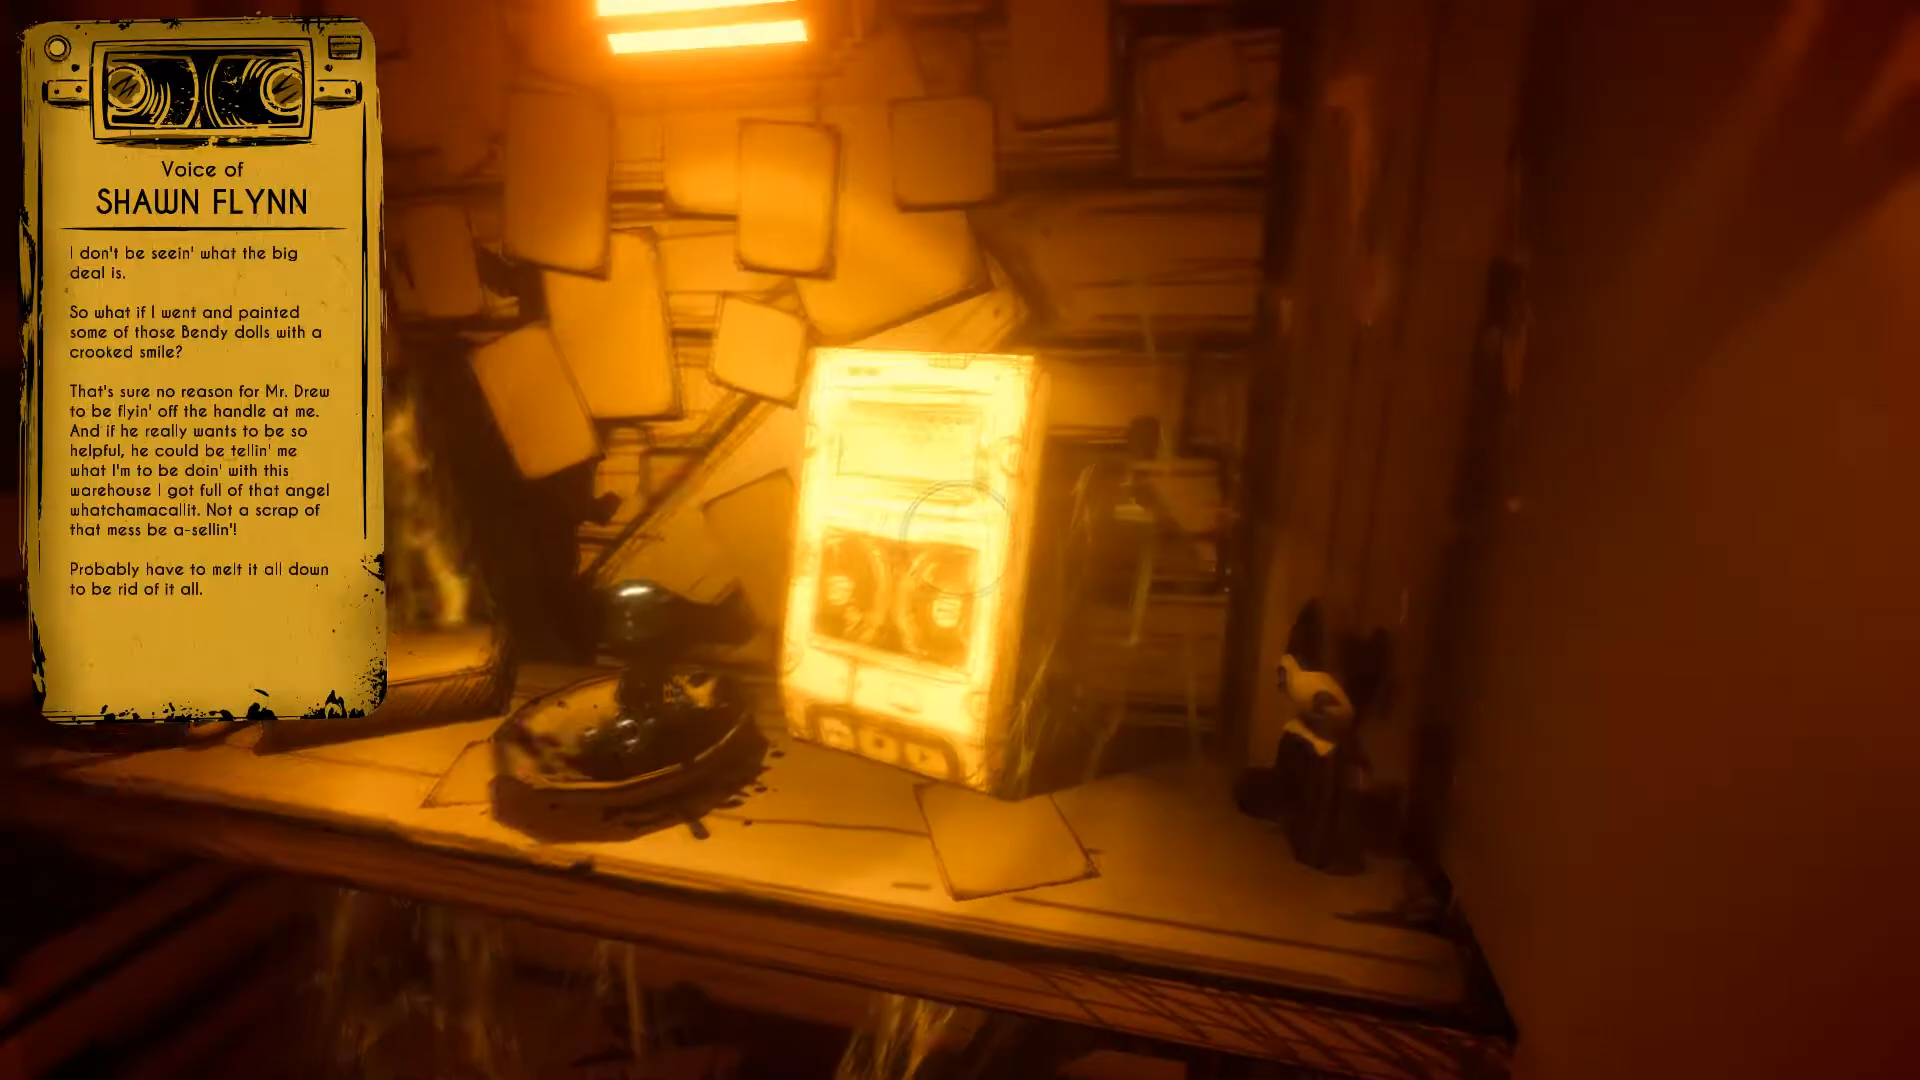 Voice of
SHAWN FLYNN
I don't be seein' what the big
deal is.
So what if I went and painted
some of those Bendy dolls with a
crooked smile?
That's sure no reason for Mr. Drew
to be flyin' off the handle at me.
And if he really wants to be so
helpful, he could be tellin' me
what I'm to be doin' with this
warehouse I got full of that angel
whatchamacallit. Not a scrap of
that mess be a-sellin'!
Probably have to melt it all down
to be rid of it all.